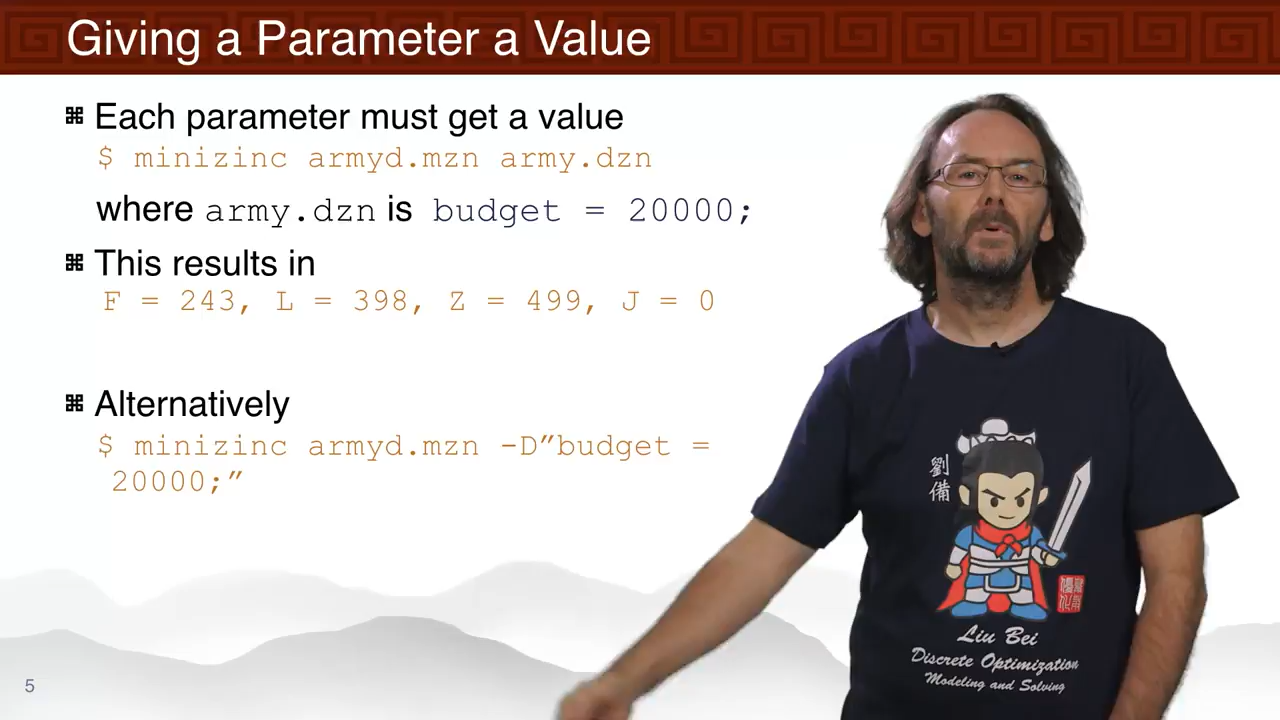 Giving a Parameter a Value
⌘ Each parameter must get a value
$ minizinc armyd.mzn army.dzn
where army.dzn is budget = 20000;
⌘ This results in
F = 243, L = 398, Z = 499, J = 0
⌘ Alternatively
$ minizinc armyd.mzn -D”budget =
20000;”
5
劉備
Liu Bei
Discrete Optimization
Modeling and Solving